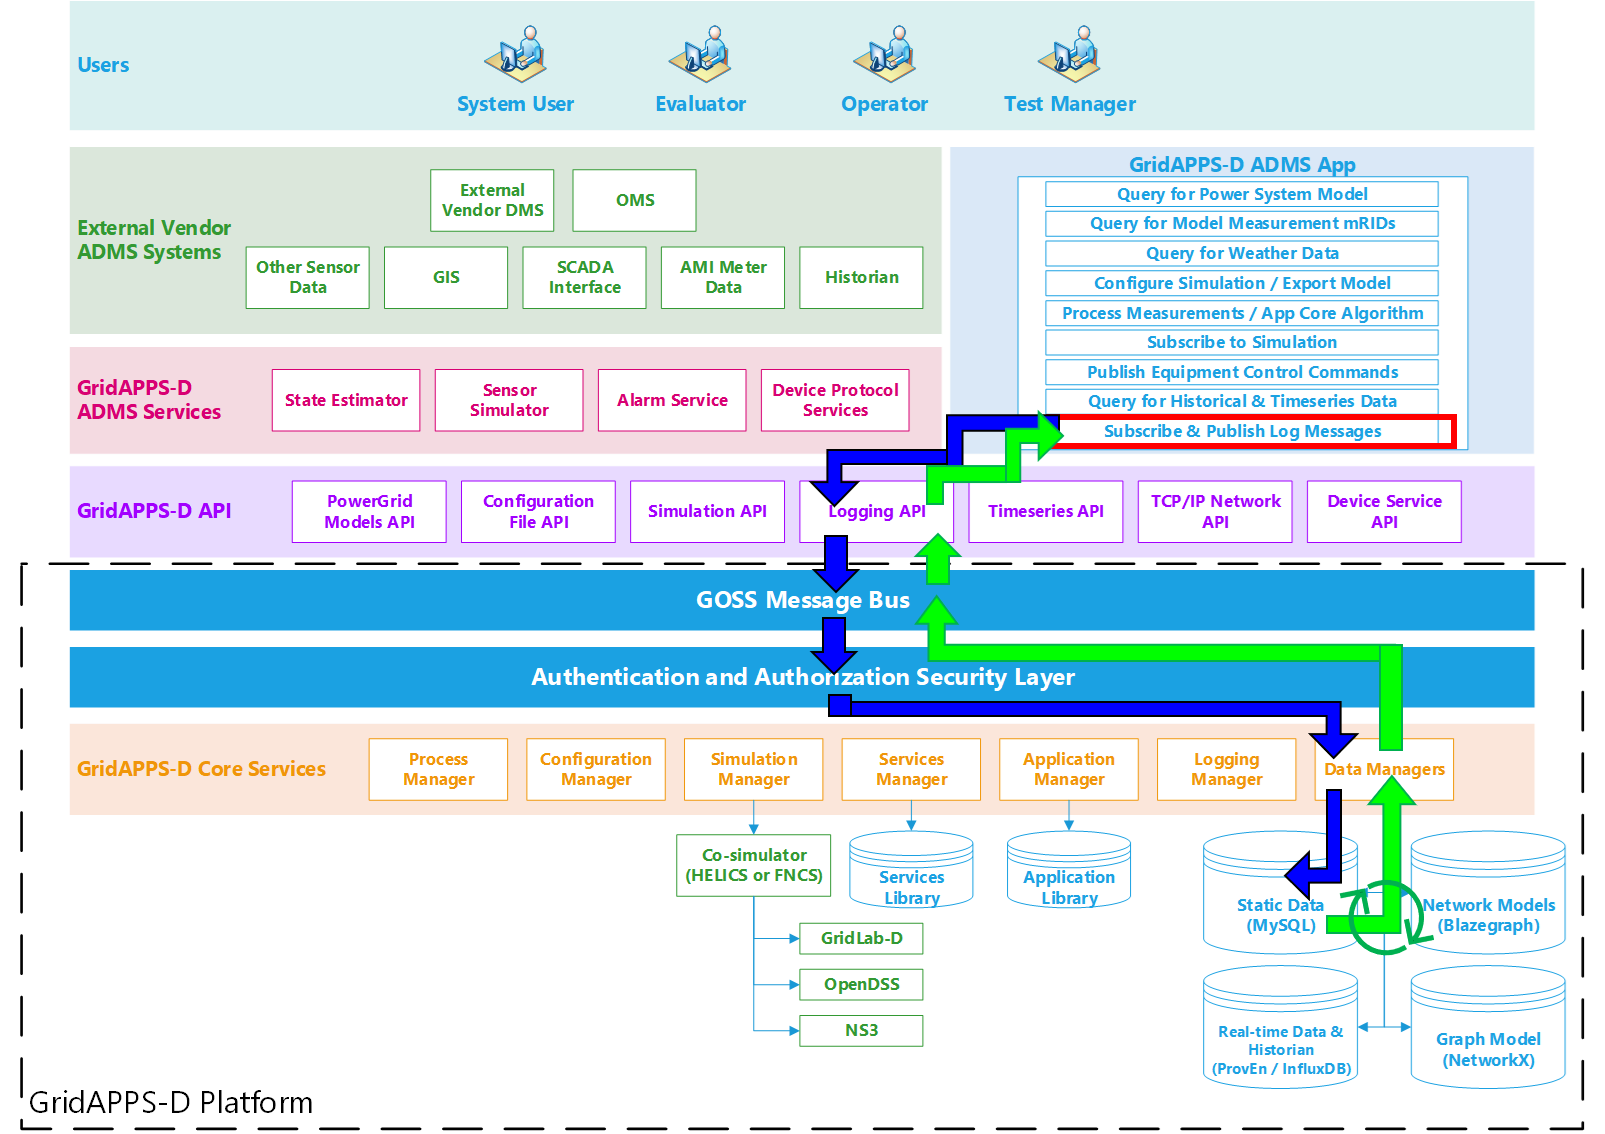 Users
System User
Evaluator
Operator
Test Manager
External Vendor
ADMS Systems
External
Vendor DMS
OMS
Other Sensor
Data
GIS
SCADA
Interface
AMI Meter
Data
Historian
GridAPPS-D ADMS App
Query for Power System Model
Query for Model Measurement mRIDs
Query for Weather Data
Configure Simulation / Export Model
Process Measurements / App Core Algorithm
Subscribe to Simulation
Publish Equipment Control Commands
Query for Historical & Timeseries Data
Subscribe & Publish Log Messages
GridAPPS-D
ADMS Services
State Estimator
Sensor
Simulator
Alarm Service
Device Protocol
Services
GridAPPS-D API
PowerGrid
Models API
Configuration
File API
Simulation API
Logging API
Timeseries API
TCP/IP Network
API
Device Service
API
GOSS Message Bus
Authentication and Authorization Security Layer
GridAPPS-D Core Services
Process
Manager
Configuration
Manager
Simulation
Manager
Services
Manager
Application
Manager
Logging
Manager
Data Managers
Co-simulator
(HELICS or FNCS)
Services
Library
Application
Library
Static Data
(MySQL)
Network Models
(Blazegraph)
GridLab-D
OpenDSS
NS3
Real-time Data &
Historian
(ProvEn / InfluxDB)
Graph Model
(NetworkX)
GridAPPS-D Platform